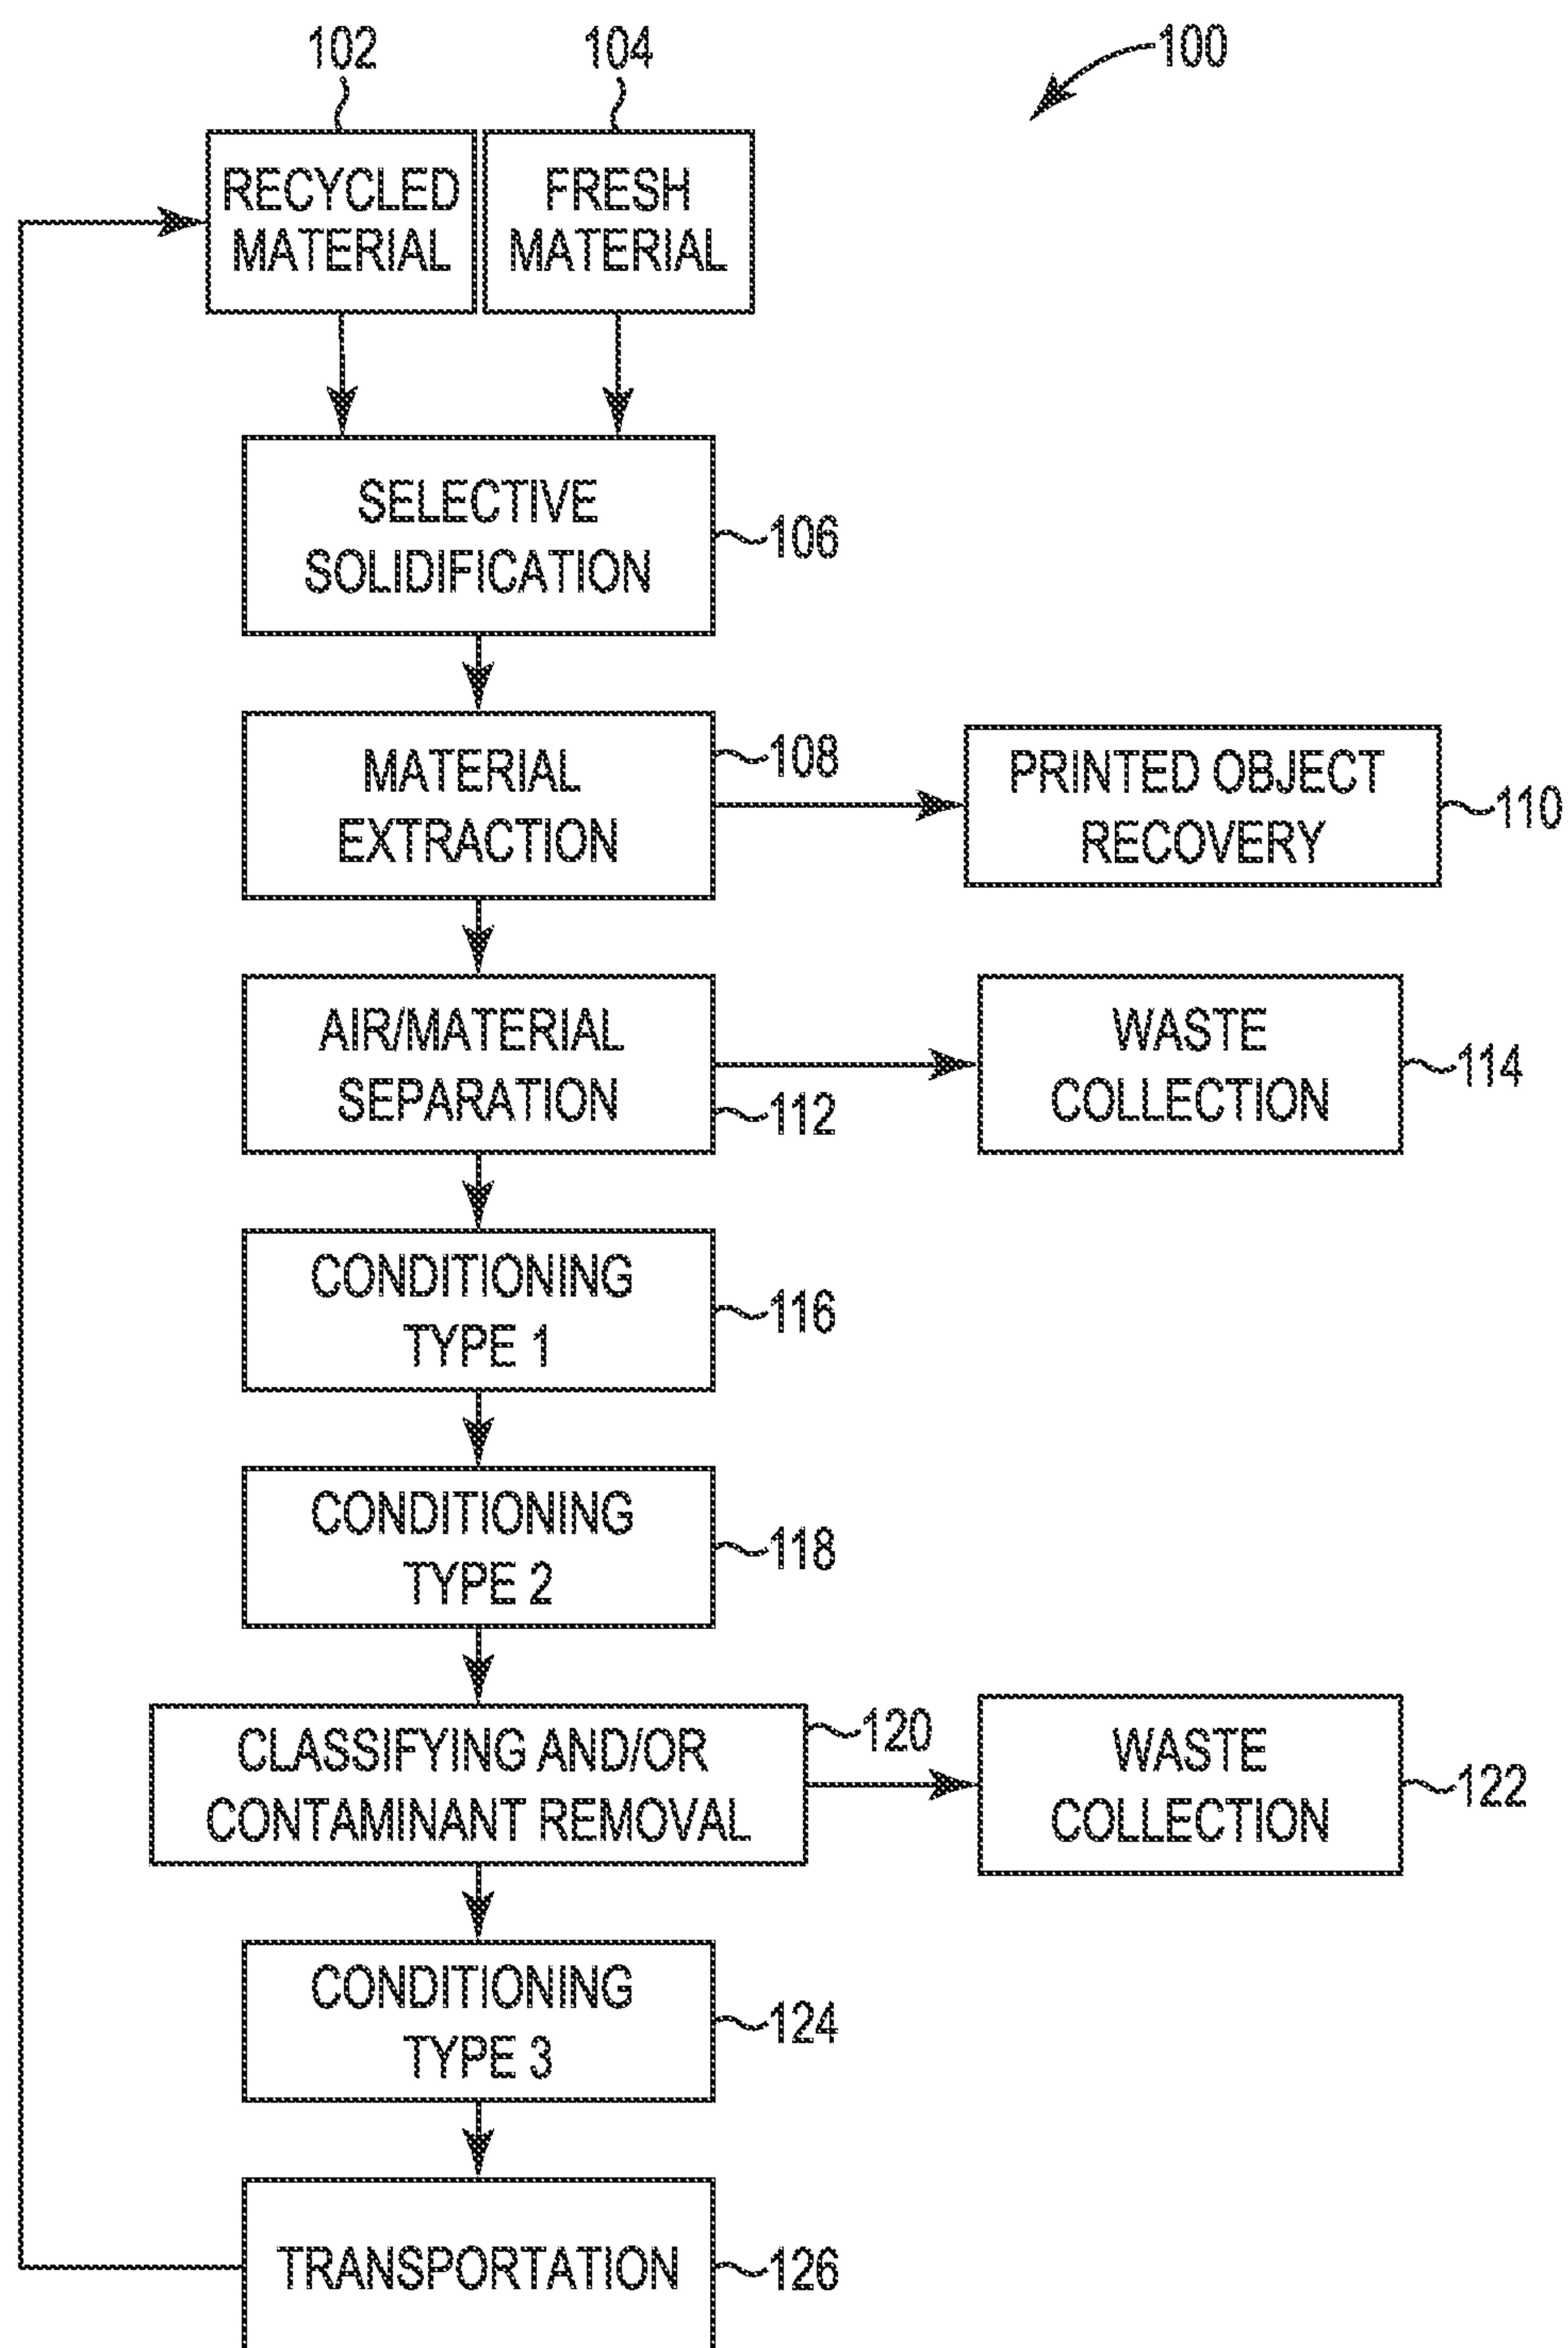 102
104
100
RECYCLED
MATERIAL
FRESH
MATERIAL
SELECTIVE
SOLIDIFICATION
106
MATERIAL
EXTRACTION
108
PRINTED OBJECT
RECOVERY
110
AIR/MATERIAL
SEPARATION
112
WASTE
COLLECTION
114
CONDITIONING
TYPE 1
116
CONDITIONING
TYPE 2
118
CLASSIFYING AND/OR
CONTAMINANT REMOVAL
120
WASTE
COLLECTION
122
CONDITIONING
TYPE 3
124
TRANSPORTATION
126